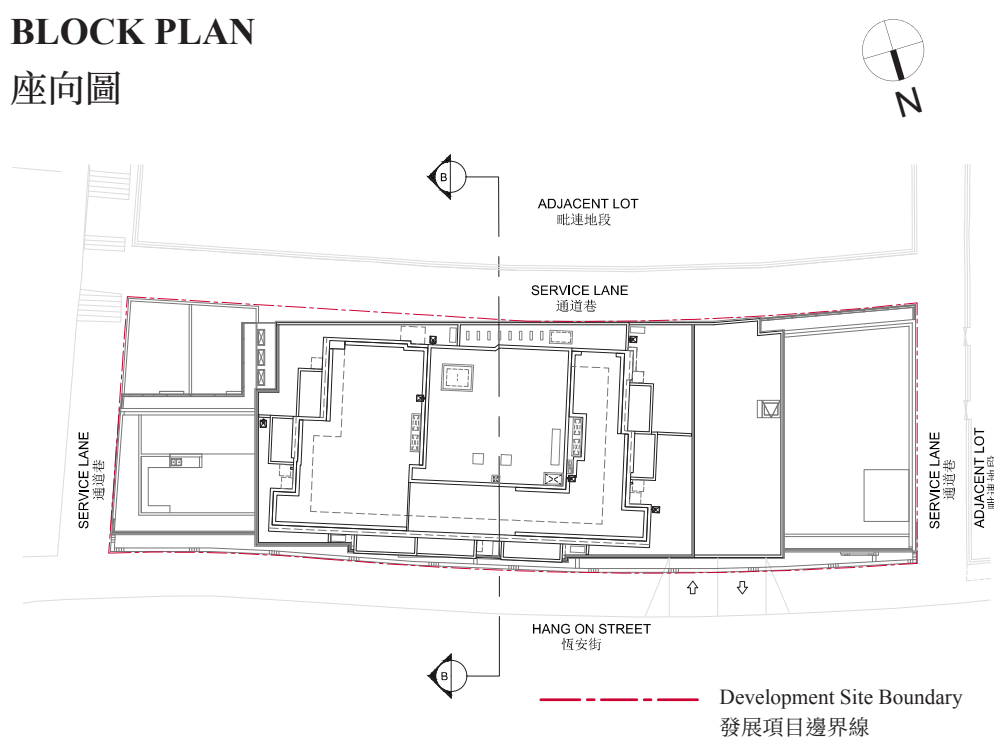 BLOCK PLAN
座向圖
N
B
ADJACENT LOT
毗連地段
SERVICE LANE
通道巷
SERVICE LANE
通道巷
SERVICE LANE
通道巷
ADJACENT LOT
毗連地段
HANG ON STREET
恆安街
B
Development Site Boundary
發展項目邊界線